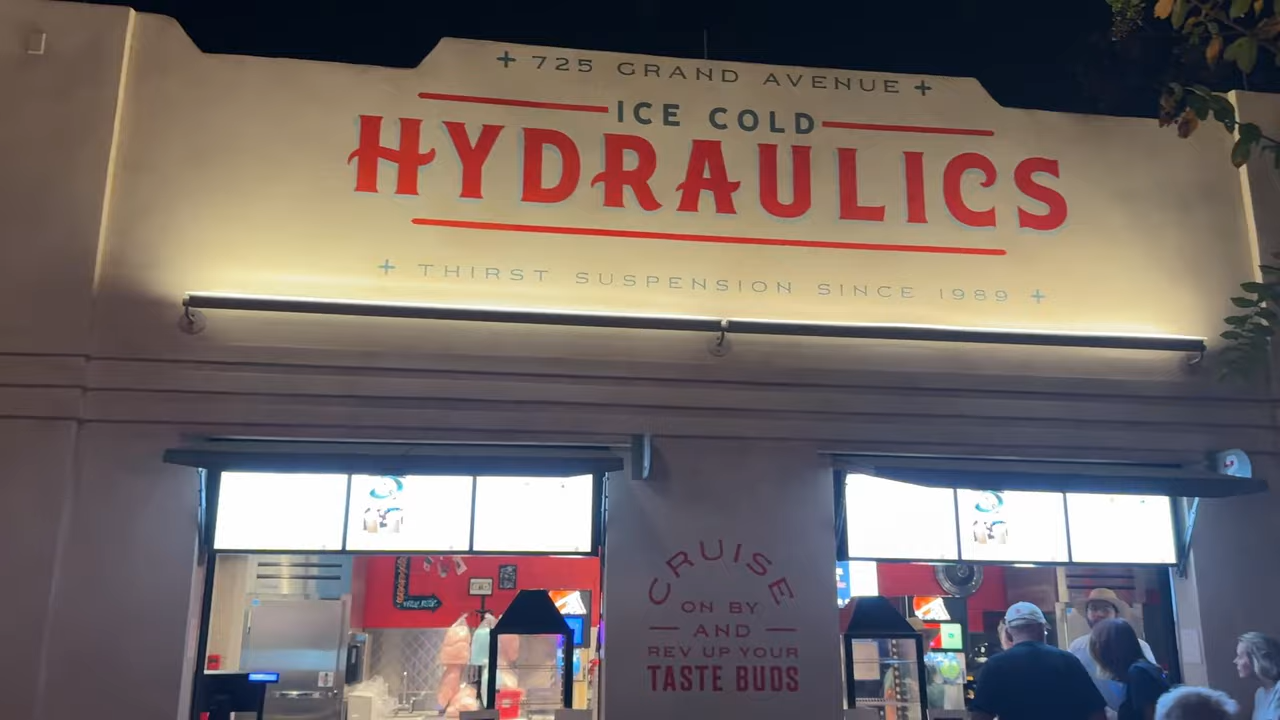 + 725 GRAND AVENUE +
ICE COLD
HYDRAULICS
+ THIRST SUSPENSION SINCE 1989 +
CRUISE
ON BY
AND
REV UP YOUR
TASTE BUDS